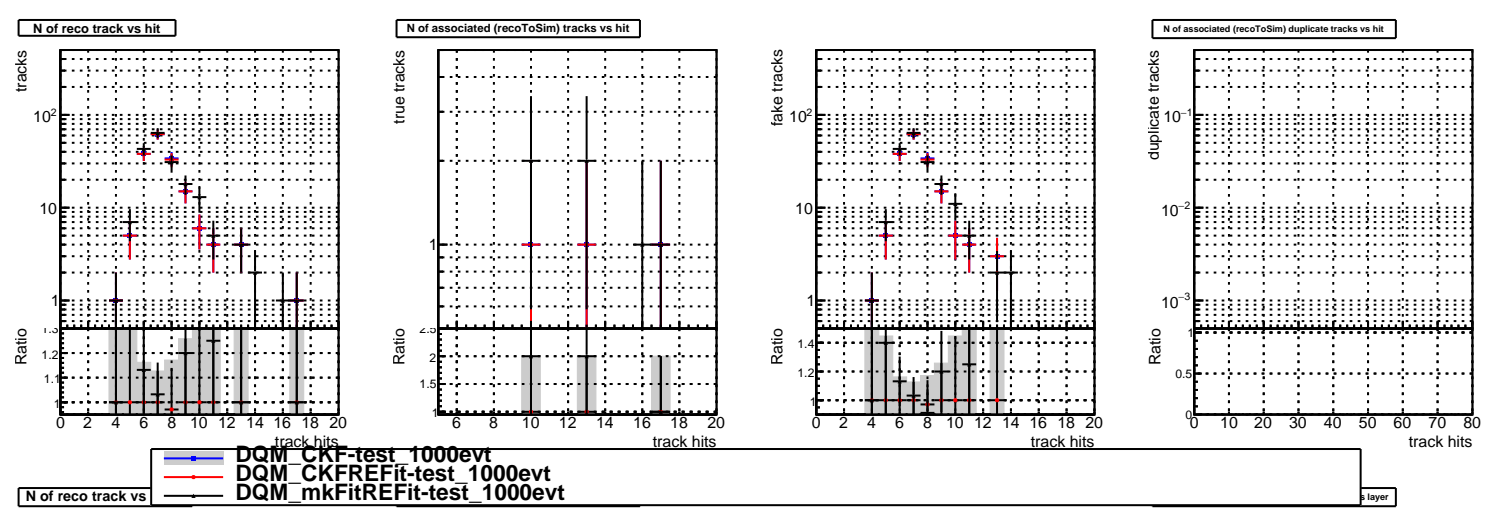 N of reco track vs hit
N of associated (recoToSim) tracks vs hit
N of associated (recoToSim) duplicate tracks vs hit
tracks
10²
10
1
Ratio
1.3
1.2
1.1
1
0 2 4 6 8 10 12 14 16 18 20
track hits
true tracks
1
Ratio
2.5
2
1.5
1
6 8 10 12 14 16 18 20
track hits
fake tracks
10²
10
1
Ratio
1.4
1.2
1
0 2 4 6 8 10 12 14 16 18 20
track hits
duplicate tracks
10⁻¹
10⁻²
10⁻³
Ratio
1
0.5
0
0 10 20 30 40 50 60 70 80
track hits
DQM_CKF-test_1000evt
DQM_CKFREFit-test_1000evt
DQM_mkFitREFit-test_1000evt
N of reco track vs
layer